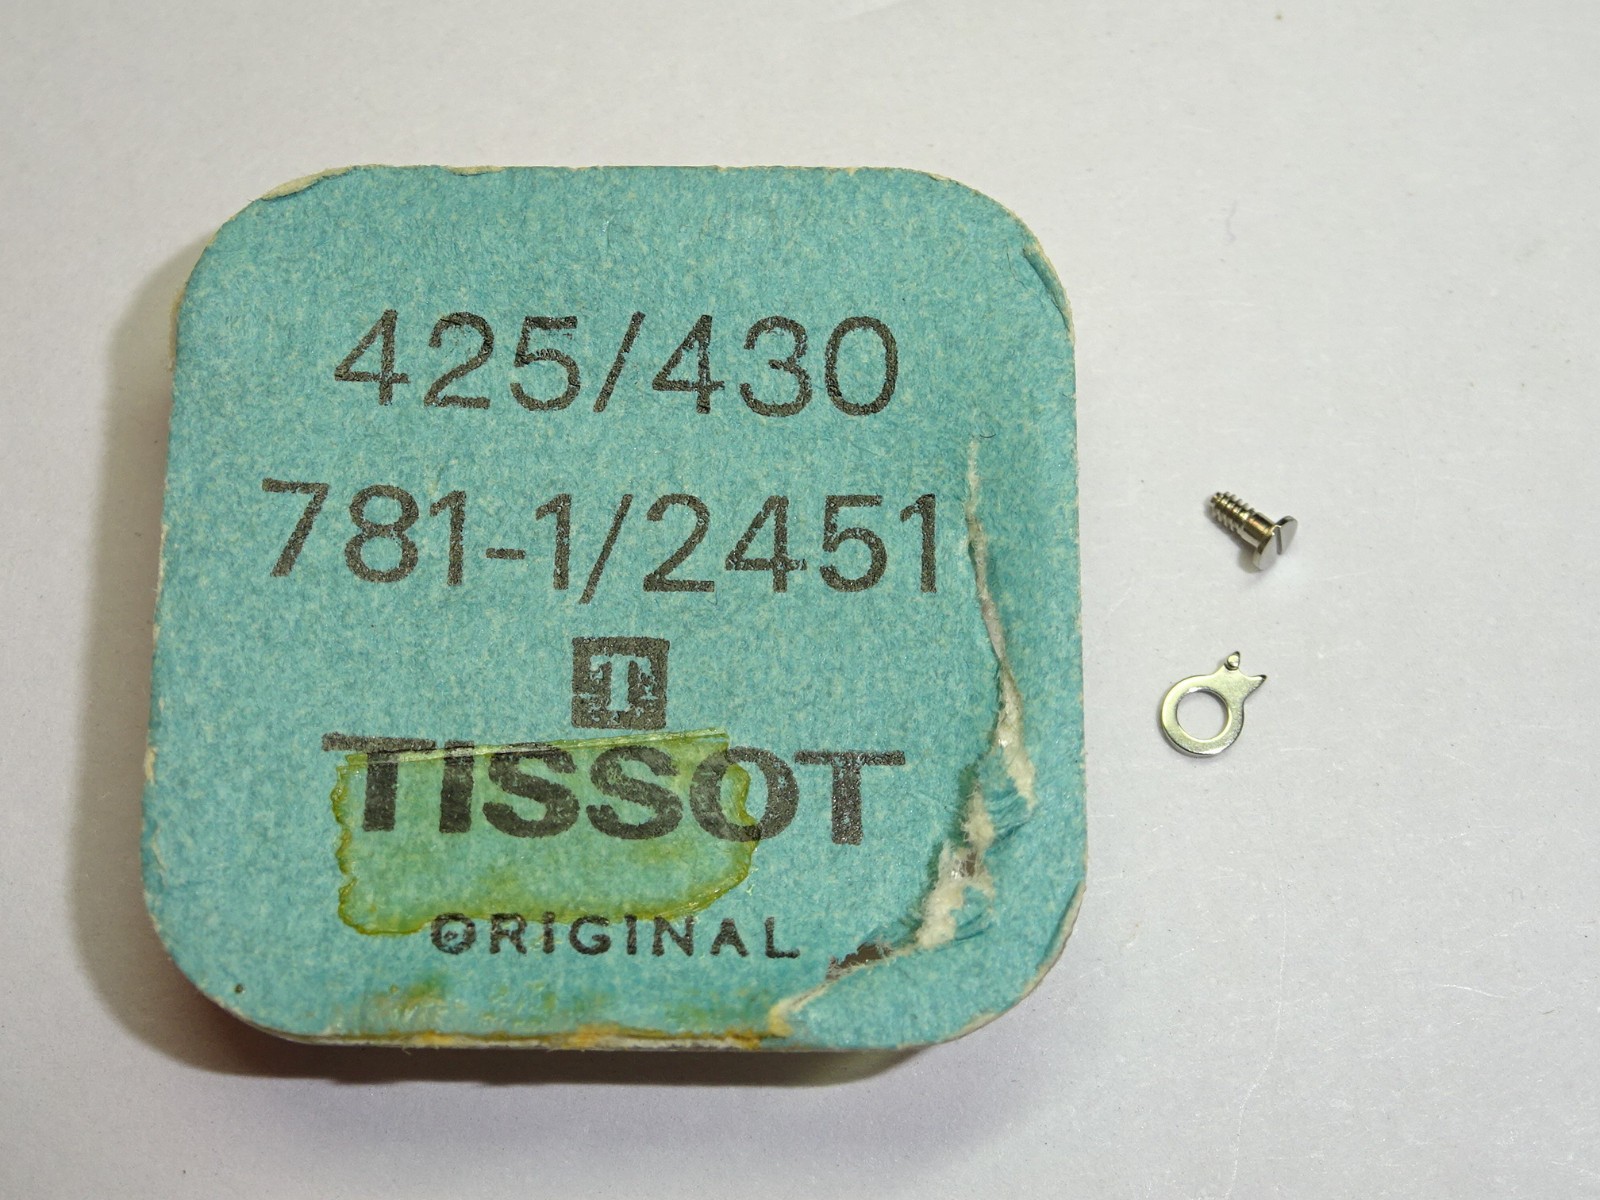 425/430
781-1/2451
T
TISSOT
ORIGINAL